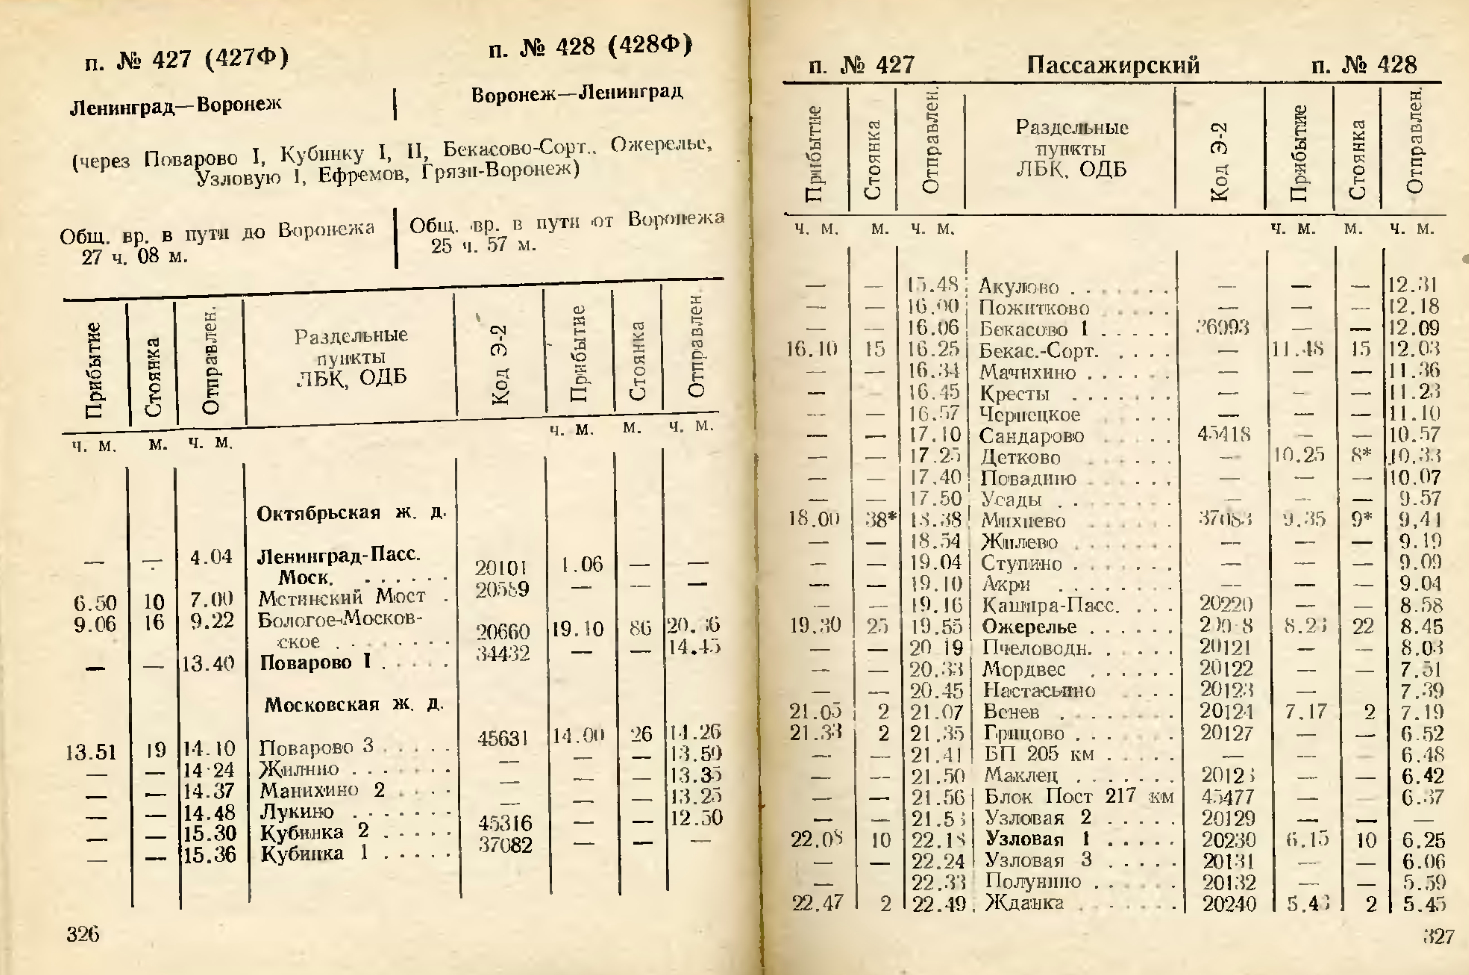 п. № 427 (427Ф)
п. № 428 (428Ф)
Ленинград—Воронеж
Воронеж—Ленинград
(через Поварово I, Кубинку I, II, Бекасово-Сорт., Ожерелье,
Узловую 1, Ефремов, Грязи-Воронеж)
Общ. вр. в пути до Воронежа
27 ч. 08 м.
Общ. вр. в пути от Воронежа
25 ч. 57 м.
Прибытие Стоянка Отправлен. Раздельные пункты ЛБК, ОДБ Код Э-2 Прибытие Стоянка Отправлен.
ч. м. м. ч. м. ч. м. м. ч. м.
Октябрьская ж. д.
— — 4.04 Ленинград-Пасс. Моск. . . . . . . 20101 1.06 — —
6.50 10 7.00 Мстинский Мост . 20589 — — —
9.06 16 9.22 Бологое-Московское . . . . . . . . 20660 19.10 86 20.36
— — 13.40 Поварово I . . . . 34432 — — 14.45
Московская ж. д.
13.51 19 14.10 Поварово 3 . . . . . 45631 14.00 26 14.26
— — 14 24 Жилино . . . . . . — — — 13.50
— — 14.37 Манихино 2 . . . . — — — 13.35
— — 14.48 Лукино . . . . . . . — — — 13.25
— — 15.30 Кубинка 2 . . . . . 45316 — — 12.50
— — 15.36 Кубинка 1 . . . . . 37082 — — —
326
п. № 427 Пассажирский п. № 428
Прибытие Стоянка Отправлен. Раздельные пункты ЛБК, ОДБ Код Э-2 Прибытие Стоянка Отправлен.
ч. м. м. ч. м. ч. м. м. ч. м.
— — 15.48 Акулово . . . . . . — — — 12.31
— — 16.00 Пожитково . . . . . — — — 12.18
— — 16.06 Бекасово 1 . . . . . 36093 — — 12.09
16.10 15 16.25 Бекас.-Сорт. . . . . — 11.48 15 12.03
— — 16.34 Мачихино . . . . . . — — — 11.36
— — 16.45 Кресты . . . . . . . — — — 11.23
— — 16.57 Чернецкое . . . — — — 11.10
— — 17.10 Сандарово . . . . . 45418 — — 10.57
— — 17.25 Детково . . . . . — 10.25 8* 10.33
— — 17.40 Повадино . . . . . — — — 10.07
— — 17.50 Усады . . — — — 9.57
18.00 38* 18.38 Михнево . . . . . . 37083 9.35 9* 9,41
— — 18.54 Жилево . . . . . . . — — — 9.19
— — 19.04 Ступино . . . . . . . — — — 9.09
— — 19.10 Акри . . . . . . . — — — 9.04
— — 19.16 Кашира-Пасс. . . . 20220 — — 8.58
19.30 25 19.55 Ожерелье . . . . . . 8.23 22 8.45
— — 20 19 Пчеловодн. . . . . . 20121 — — 8.03
— — 20.33 Мордвес . . . . . . 20122 — — 7.51
— — 20.45 Настасьино . . . . 20123 — 7.39
21.05 2 21.07 Венев . . . . . . . . 20124 7.17 2 7.19
21.33 2 21.35 Грицово . . . . . . . 20127 — — 6 52
— — 21.41 БП 205 км . . . . . . — — — 6.48
— — 21.50 Маклец . . . . . . . — — 6.42
— — 21.56 Блок Пост 217 км 45477 — 6.37
— — Узловая 2 . . . . . 20129 — — —
22.08 10 22.18 Узловая 1 . . . . . 20230 6.15 10 6.25
— — 22.24 Узловая 3 . . . . . 20131 — — 6.06
— 22.33 Полунино . . . . . 20132 — — 5.59
22.47 2 22.49 Жданка . . . . . . 20240 5.43 2 5.45
327